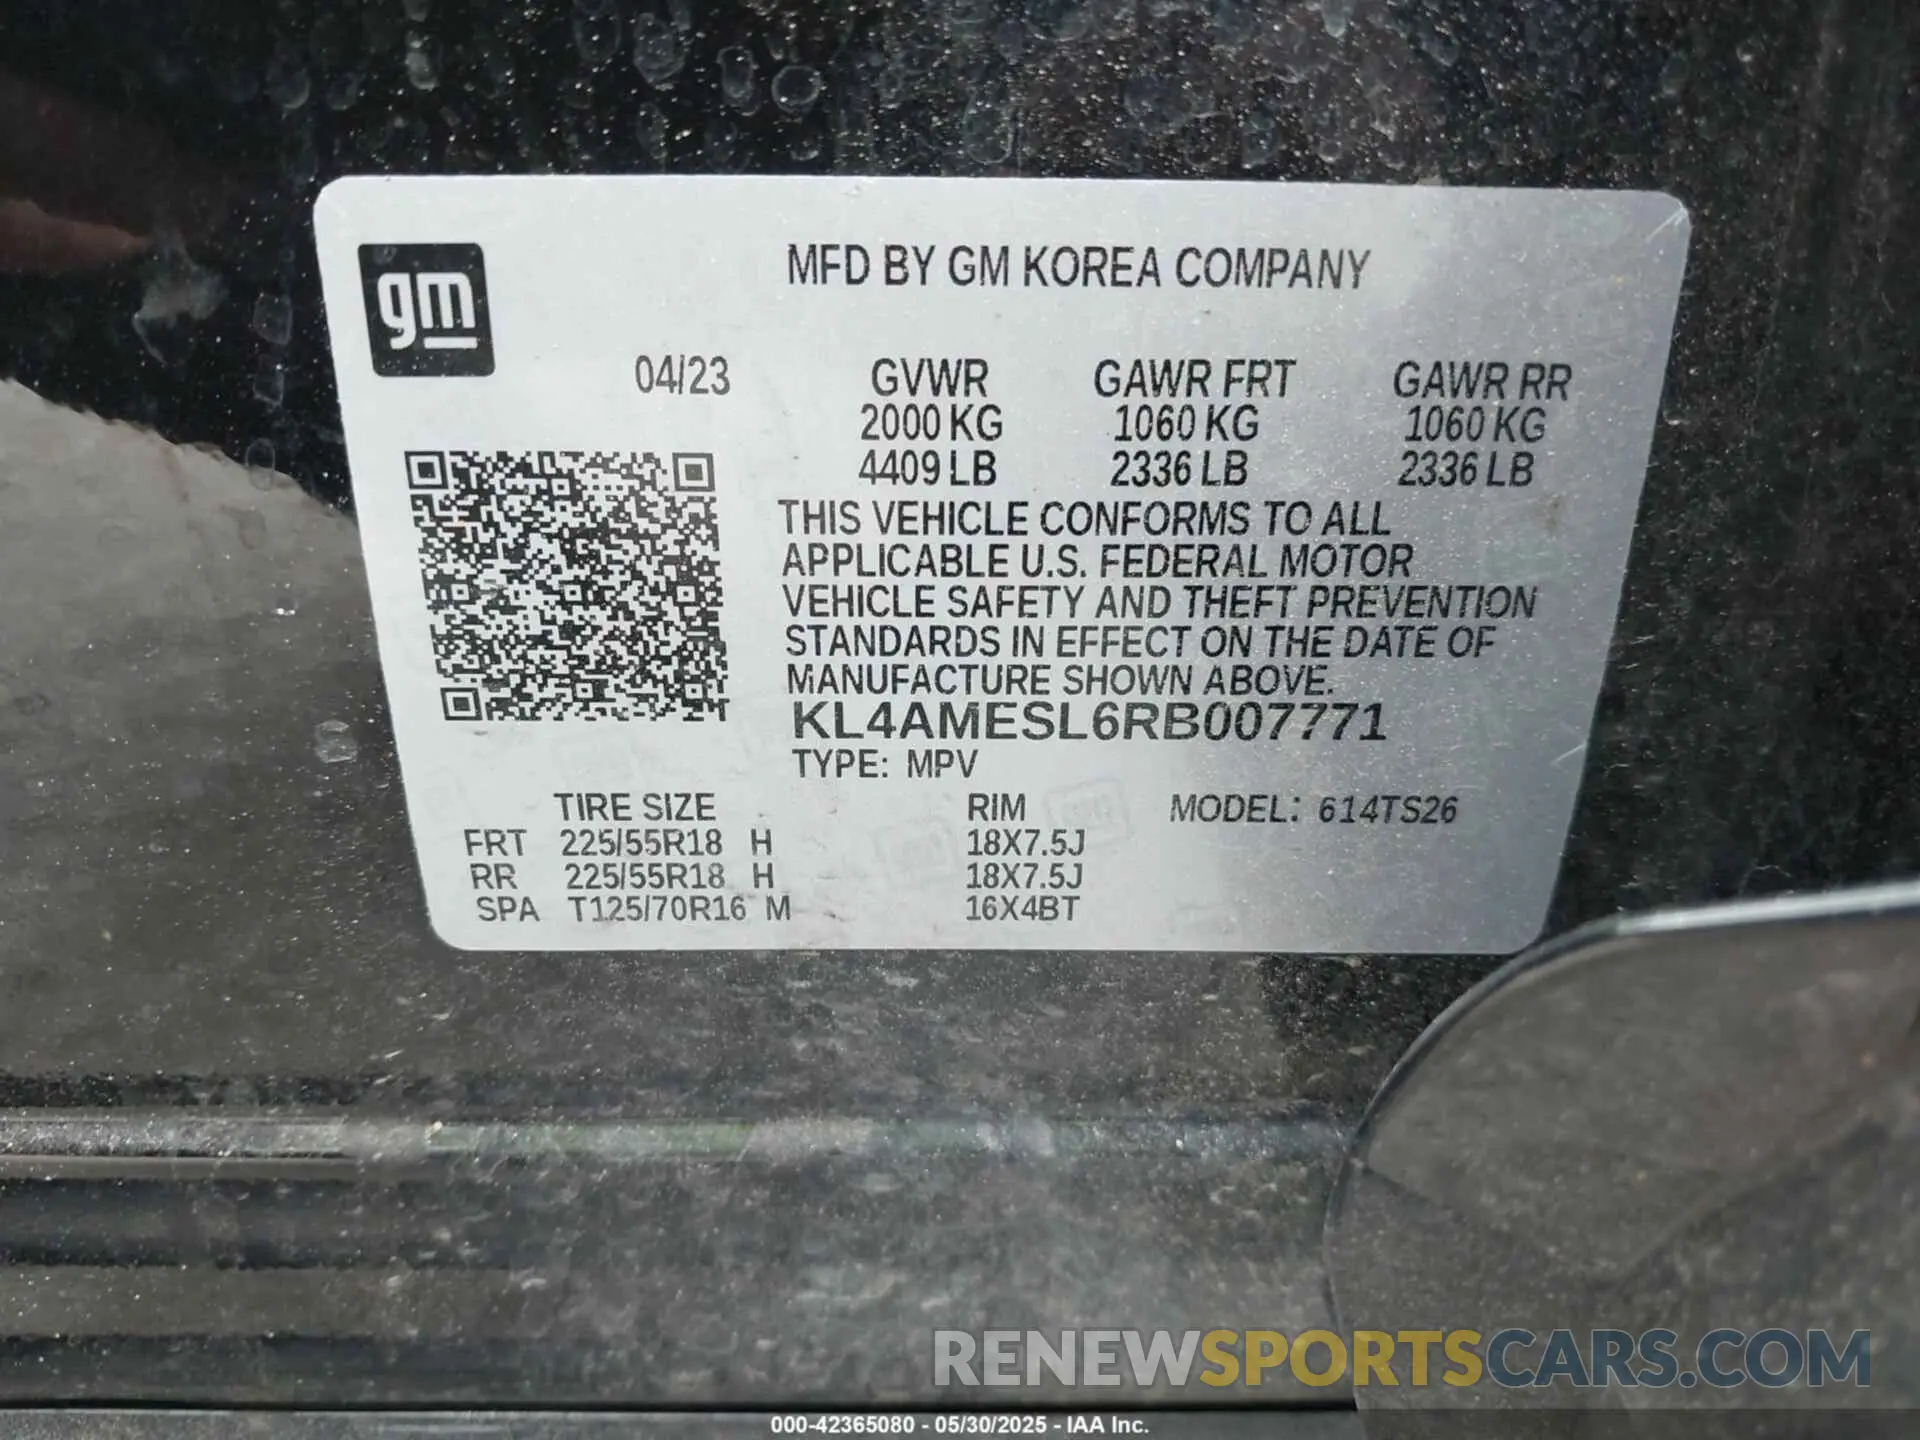 gm
MFD BY GM KOREA COMPANY
04/23 GVWR GAWR FRT GAWR RR
2000 KG 1060 KG 1060 KG
4409 LB 2336 LB 2336 LB
THIS VEHICLE CONFORMS TO ALL
APPLICABLE U.S. FEDERAL MOTOR
VEHICLE SAFETY AND THEFT PREVENTION
STANDARDS IN EFFECT ON THE DATE OF
MANUFACTURE SHOWN ABOVE.
KL4AMESL6RB007771
TYPE: MPV
TIRE SIZE RIM MODEL: 614TS26
FRT 225/55R18 H 18X7.5J
RR 225/55R18 H 18X7.5J
SPA T125/70R16 M 16X4BT
RENEWSPORTSCARS.COM
000-42365080 - 05/30/2025 - IAA Inc.